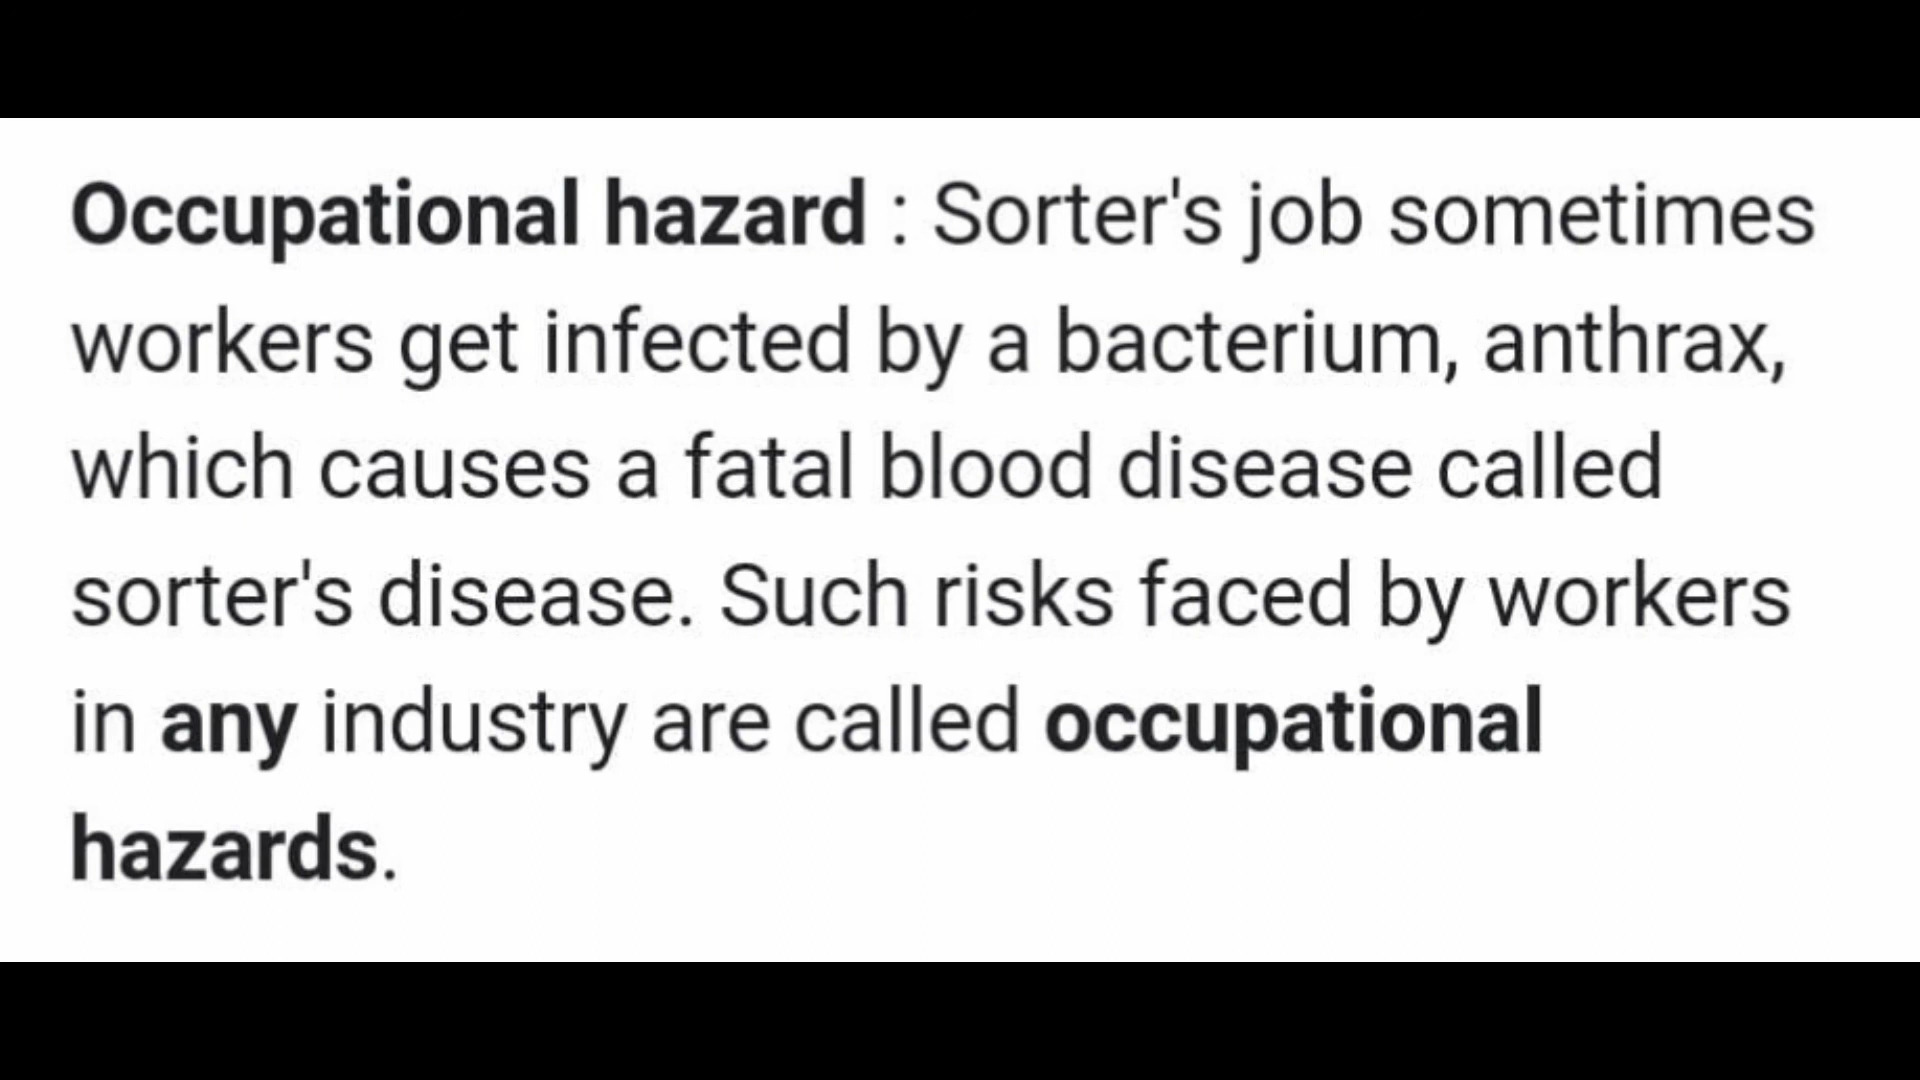 Occupational hazard : Sorter's job sometimes
workers get infected by a bacterium, anthrax,
which causes a fatal blood disease called
sorter's disease. Such risks faced by workers
in any industry are called occupational
hazards.